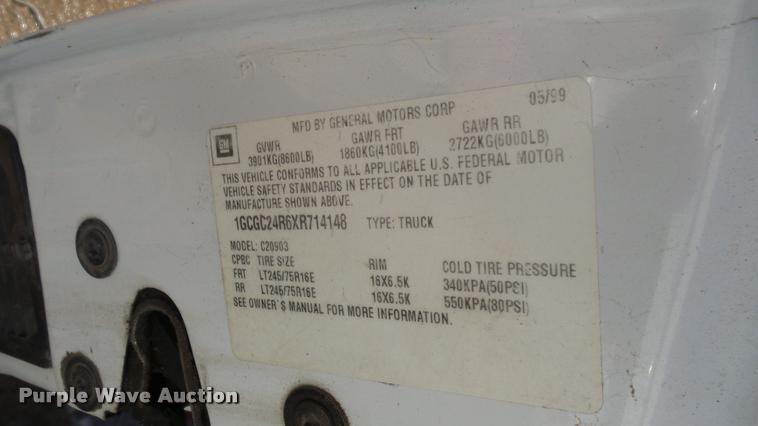 MFD BY GENERAL MOTORS CORP 05/99
GM GVWR GAWR FRT GAWR RR
3901KG(8600LB) 1860KG(4100LB) 2722KG(6000LB)
THIS VEHICLE CONFORMS TO ALL APPLICABLE U.S. FEDERAL MOTOR
VEHICLE SAFETY STANDARDS IN EFFECT ON THE DATE OF
MANUFACTURE SHOWN ABOVE.
1GCGC24R6XR714148 TYPE: TRUCK
MODEL: C20903
CPBC TIRE SIZE RIM COLD TIRE PRESSURE
FRT LT245/75R16E 16X6.5K 340KPA(50PSI)
RR LT245/75R16E 16X6.5K 550KPA(80PSI)
SEE OWNER'S MANUAL FOR MORE INFORMATION.
Purple Wave Auction